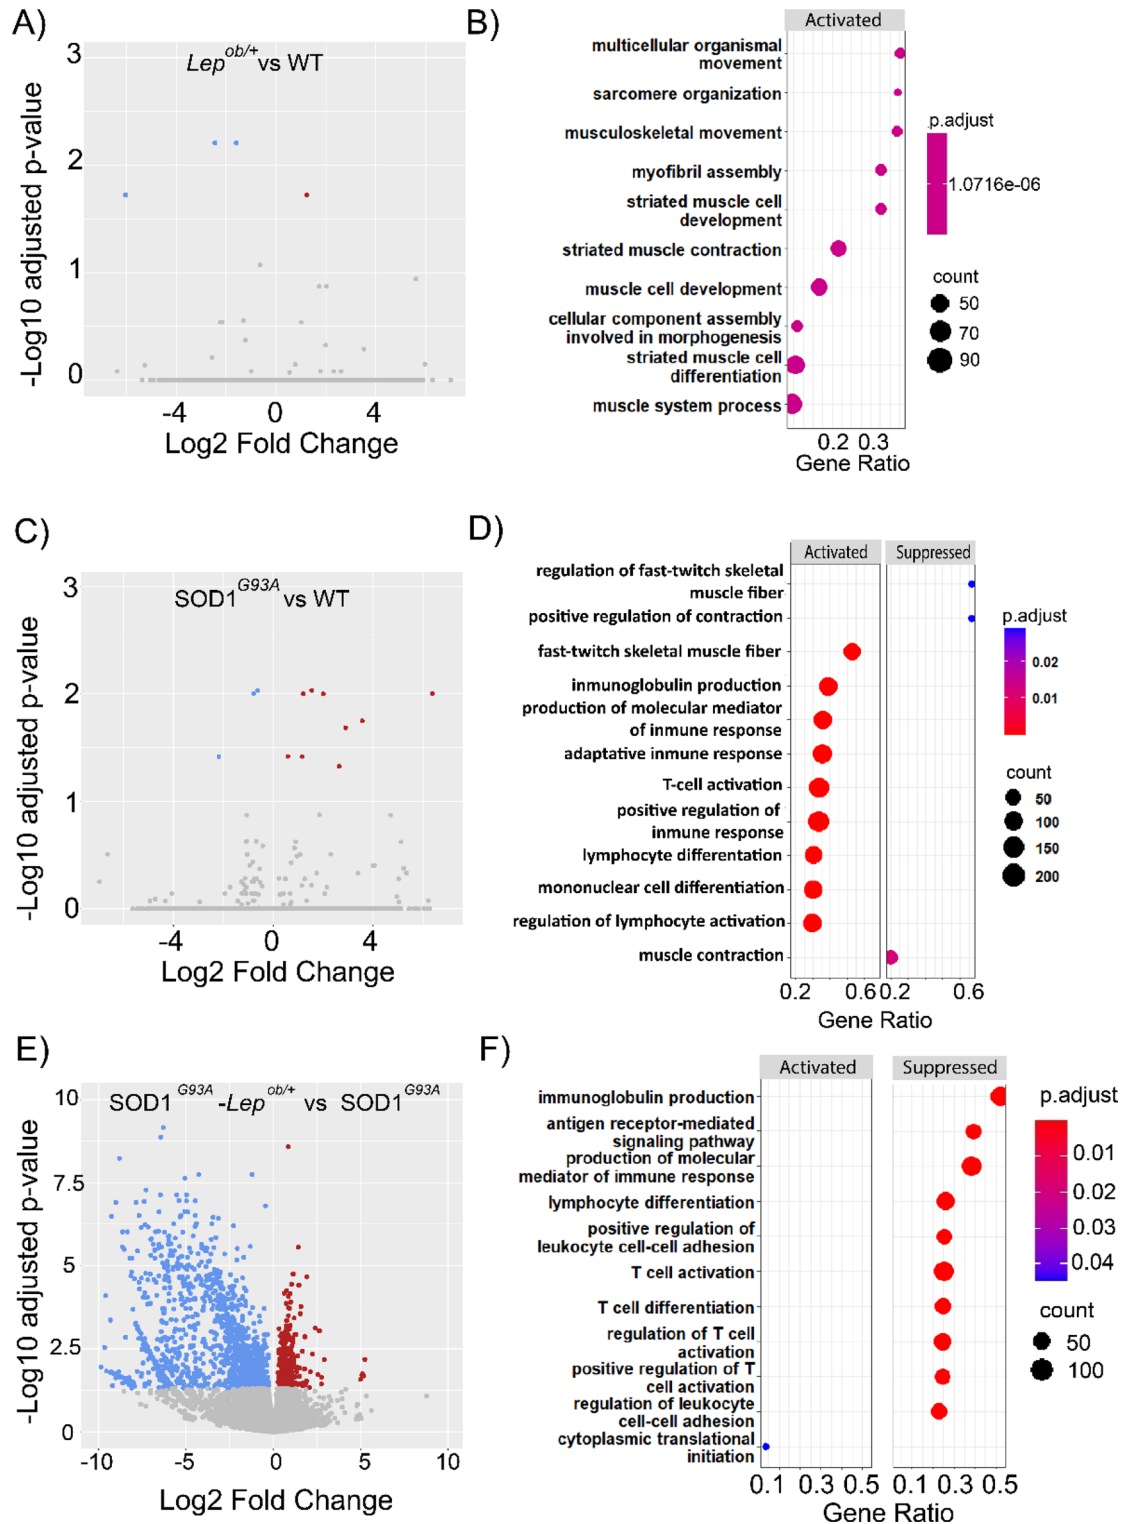 A)
Lep ob/+ vs WT
3
2
1
0
-4 0 4
-Log10 adjusted p-value
Log2 Fold Change
B)
Activated
multicellular organismal
movement
sarcomere organization
musculoskeletal movement
myofibril assembly
striated muscle cell
development
striated muscle contraction
muscle cell development
cellular component assembly
involved in morphogenesis
striated muscle cell
differentiation
muscle system process
0.2 0.3
Gene Ratio
p.adjust
1.0716e-06
count
50
70
90
C)
SOD1 G93A vs WT
3
2
1
0
-4 0 4
-Log10 adjusted p-value
Log2 Fold Change
D)
Activated Suppressed
regulation of fast-twitch skeletal
muscle fiber
positive regulation of contraction
fast-twitch skeletal muscle fiber
inmunoglobulin production
production of molecular mediator
of inmune response
adaptative inmune response
T-cell activation
positive regulation of
inmune response
lymphocyte differentation
mononuclear cell differentiation
regulation of lymphocyte activation
muscle contraction
0.2 0.6 0.2 0.6
Gene Ratio
p.adjust
0.02
0.01
count
50
100
150
200
E)
SOD1 G93A -Lep ob/+ vs SOD1 G93A
10
7.5
5
2.5
0
-10 -5 0 5 10
-Log10 adjusted p-value
Log2 Fold Change
F)
Activated Suppressed
immunoglobulin production
antigen receptor-mediated
signaling pathway
production of molecular
mediator of immune response
lymphocyte differentiation
positive regulation of
leukocyte cell-cell adhesion
T cell activation
T cell differentiation
regulation of T cell
activation
positive regulation of T
cell activation
regulation of leukocyte
cell-cell adhesion
cytoplasmic translational
initiation
0.1 0.3 0.5 0.1 0.3 0.5
Gene Ratio
p.adjust
0.01
0.02
0.03
0.04
count
50
100